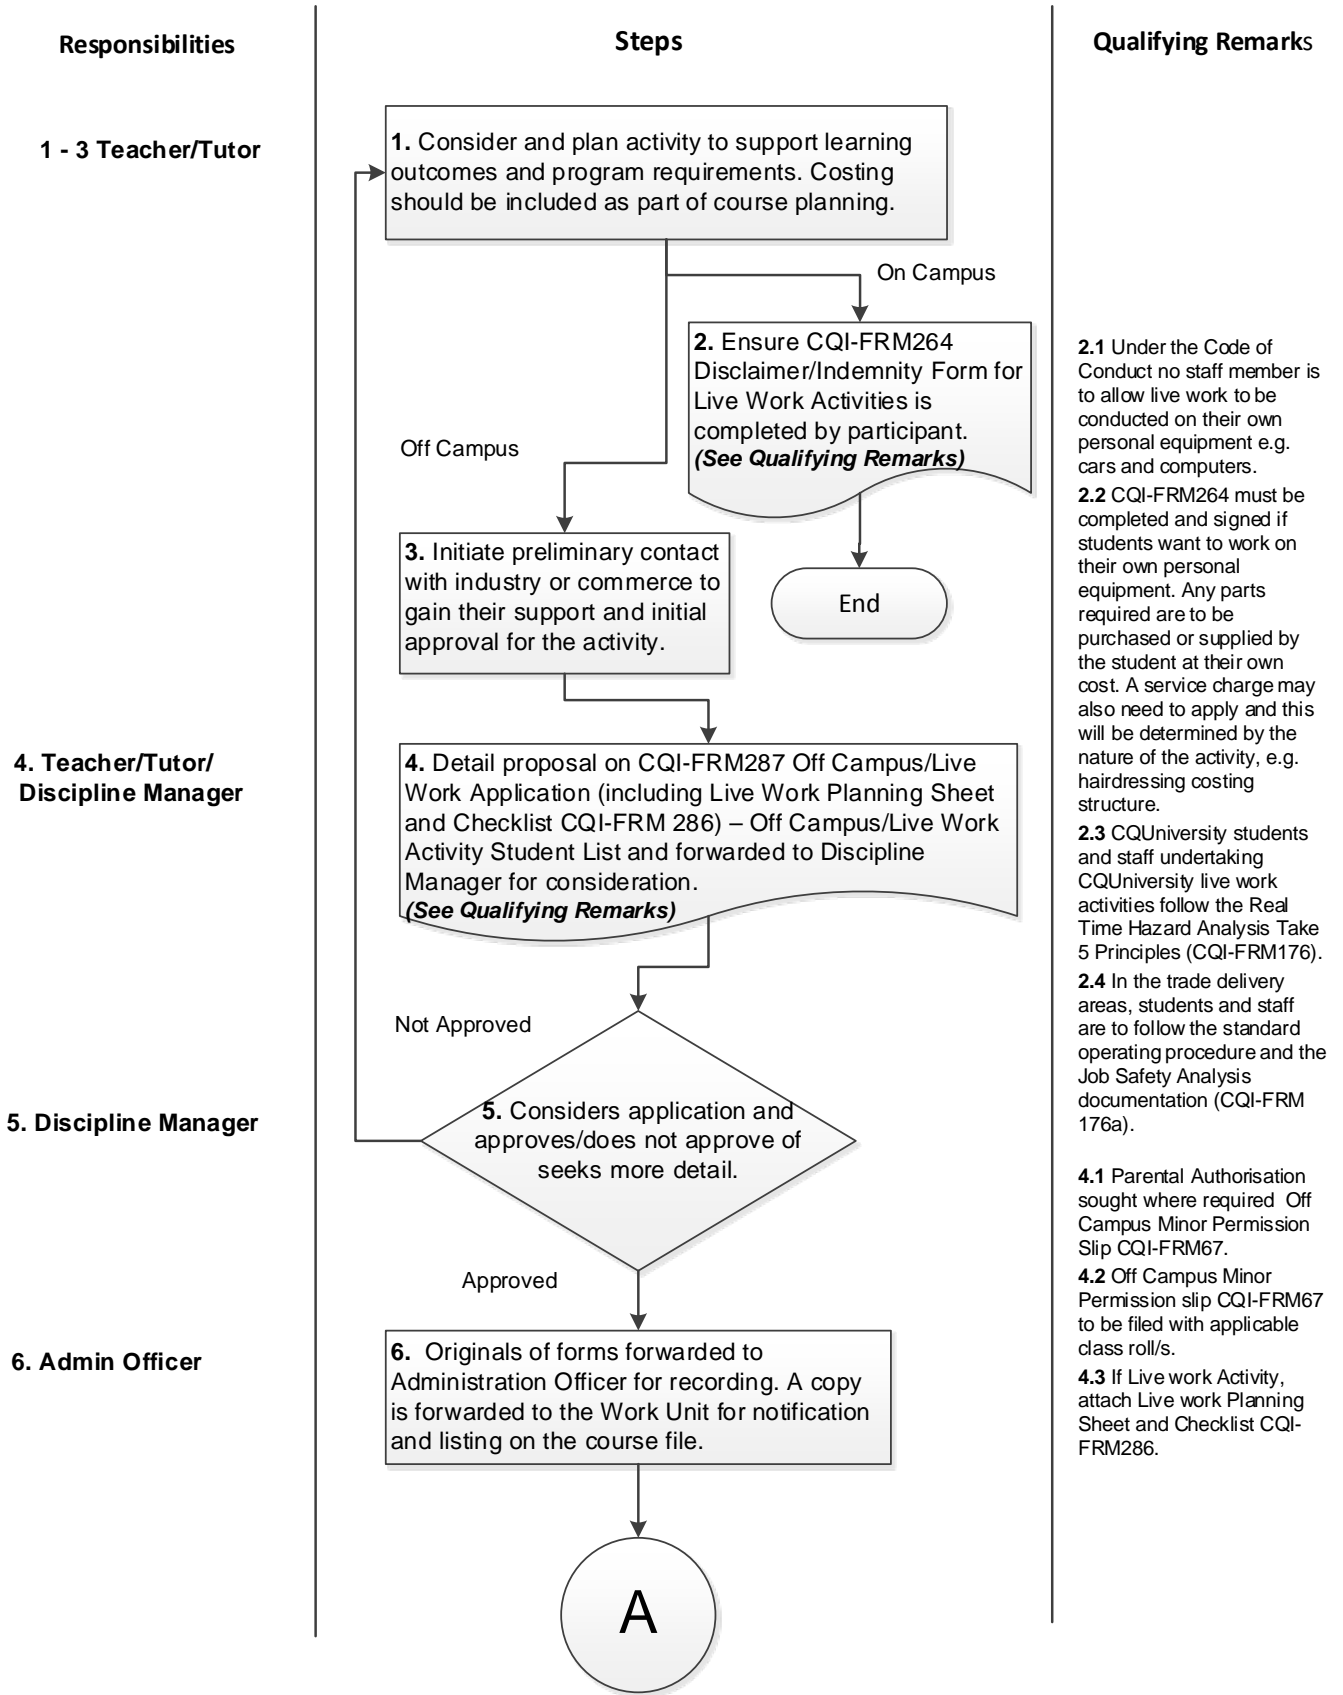 Responsibilities
Steps
Qualifying Remarks
1 - 3 Teacher/Tutor
1. Consider and plan activity to support learning
outcomes and program requirements. Costing
should be included as part of course planning.
On Campus
2. Ensure CQI-FRM264
Disclaimer/Indemnity Form for
Live Work Activities is
completed by participant.
(See Qualifying Remarks)
End
Off Campus
3. Initiate preliminary contact
with industry or commerce to
gain their support and initial
approval for the activity.
4. Teacher/Tutor/
Discipline Manager
4. Detail proposal on CQI-FRM287 Off Campus/Live
Work Application (including Live Work Planning Sheet
and Checklist CQI-FRM 286) – Off Campus/Live Work
Activity Student List and forwarded to Discipline
Manager for consideration.
(See Qualifying Remarks)
Not Approved
5. Discipline Manager
5. Considers application and
approves/does not approve of
seeks more detail.
Approved
6. Admin Officer
6. Originals of forms forwarded to
Administration Officer for recording. A copy
is forwarded to the Work Unit for notification
and listing on the course file.
A
2.1 Under the Code of
Conduct no staff member is
to allow live work to be
conducted on their own
personal equipment e.g.
cars and computers.
2.2 CQI-FRM264 must be
completed and signed if
students want to work on
their own personal
equipment. Any parts
required are to be
purchased or supplied by
the student at their own
cost. A service charge may
also need to apply and this
will be determined by the
nature of the activity, e.g.
hairdressing costing
structure.
2.3 CQUniversity students
and staff undertaking
CQUniversity live work
activities follow the Real
Time Hazard Analysis Take
5 Principles (CQI-FRM176).
2.4 In the trade delivery
areas, students and staff
are to follow the standard
operating procedure and the
Job Safety Analysis
documentation (CQI-FRM
176a).
4.1 Parental Authorisation
sought where required Off
Campus Minor Permission
Slip CQI-FRM67.
4.2 Off Campus Minor
Permission slip CQI-FRM67
to be filed with applicable
class roll/s.
4.3 If Live work Activity,
attach Live work Planning
Sheet and Checklist CQI-
FRM286.